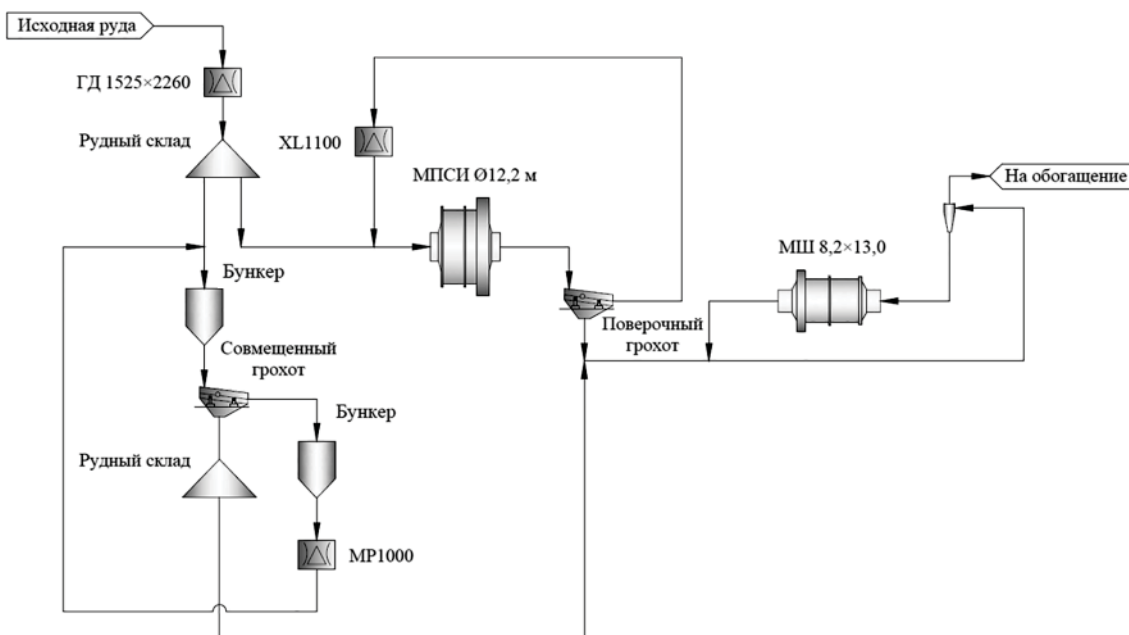 Исходная руда
ГД 1525×2260
Рудный склад
XL1100
МПСИ Ø12,2 м
На обогащение
МШ 8,2×13,0
Бункер
Поверочный
грохот
Совмещенный
грохот
Бункер
Рудный склад
MP1000